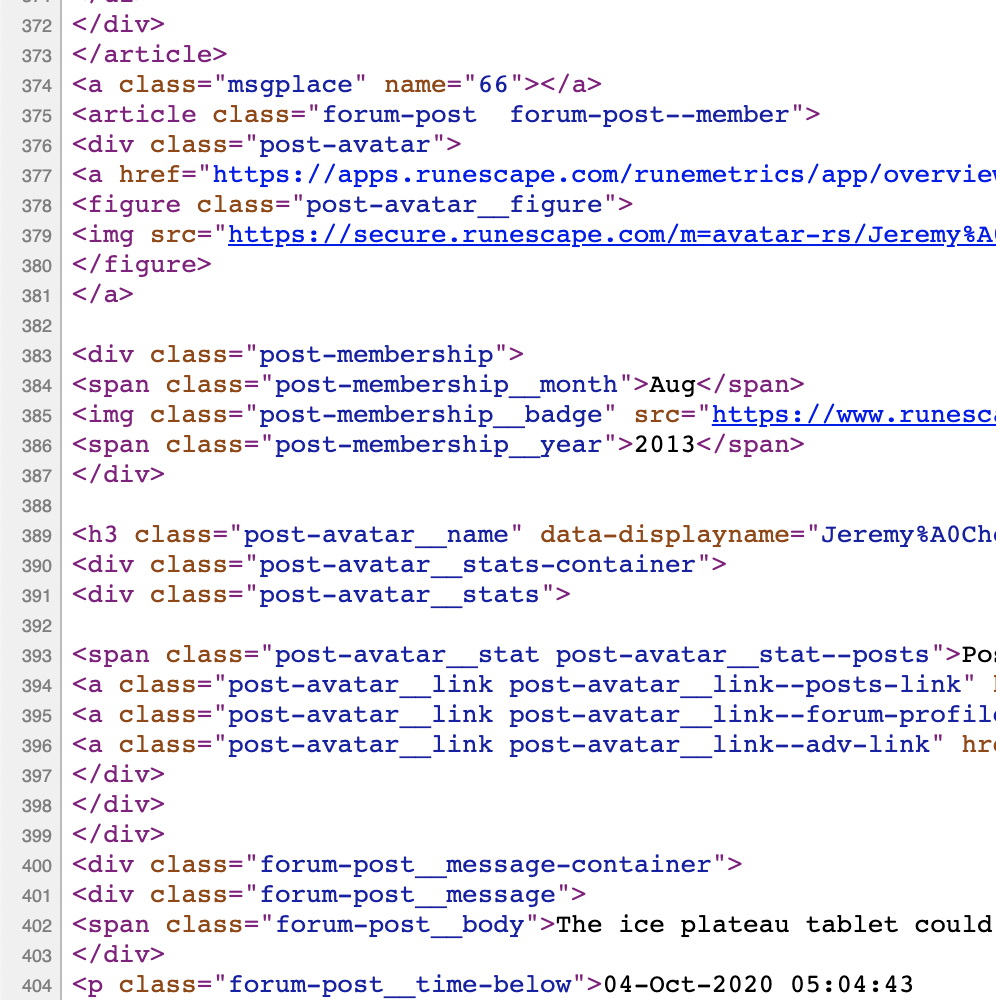 372 </div>
373 </article>
374 <a class="msgplace" name="66"></a>
375 <article class="forum-post  forum-post--member">
376 <div class="post-avatar">
377 <a href="https://apps.runescape.com/runemetrics/app/overview
378 <figure class="post-avatar__figure">
379 <img src="https://secure.runescape.com/m=avatar-rs/Jeremy%A0
380 </figure>
381 </a>
382
383 <div class="post-membership">
384 <span class="post-membership__month">Aug</span>
385 <img class="post-membership__badge" src="https://www.runesca
386 <span class="post-membership__year">2013</span>
387 </div>
388
389 <h3 class="post-avatar__name" data-displayname="Jeremy%A0Che
390 <div class="post-avatar__stats-container">
391 <div class="post-avatar__stats">
392
393 <span class="post-avatar__stat post-avatar__stat--posts">Pos
394 <a class="post-avatar__link post-avatar__link--posts-link"
395 <a class="post-avatar__link post-avatar__link--forum-profile
396 <a class="post-avatar__link post-avatar__link--adv-link" hre
397 </div>
398 </div>
399 </div>
400 <div class="forum-post__message-container">
401 <div class="forum-post__message">
402 <span class="forum-post__body">The ice plateau tablet could
403 </div>
404 <p class="forum-post__time-below">04-Oct-2020 05:04:43